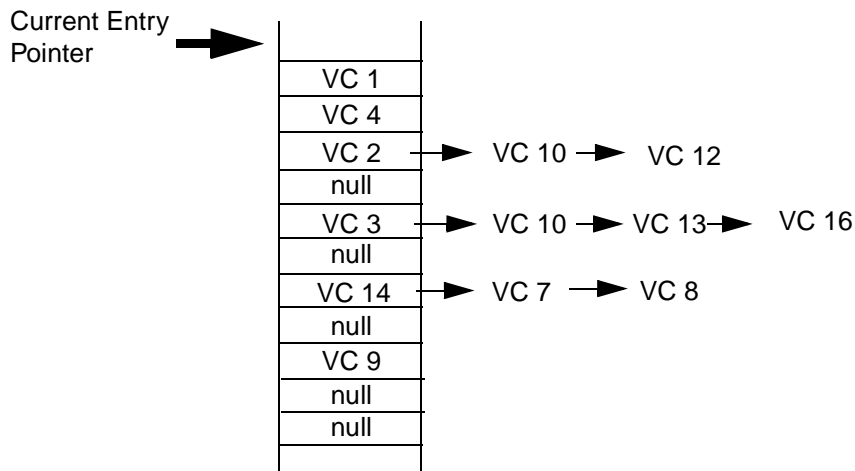 Current Entry
Pointer
VC 1
VC 4
VC 2 VC 10 VC 12
null
VC 3 VC 10 VC 13 VC 16
null
VC 14 VC 7 VC 8
null
VC 9
null
null